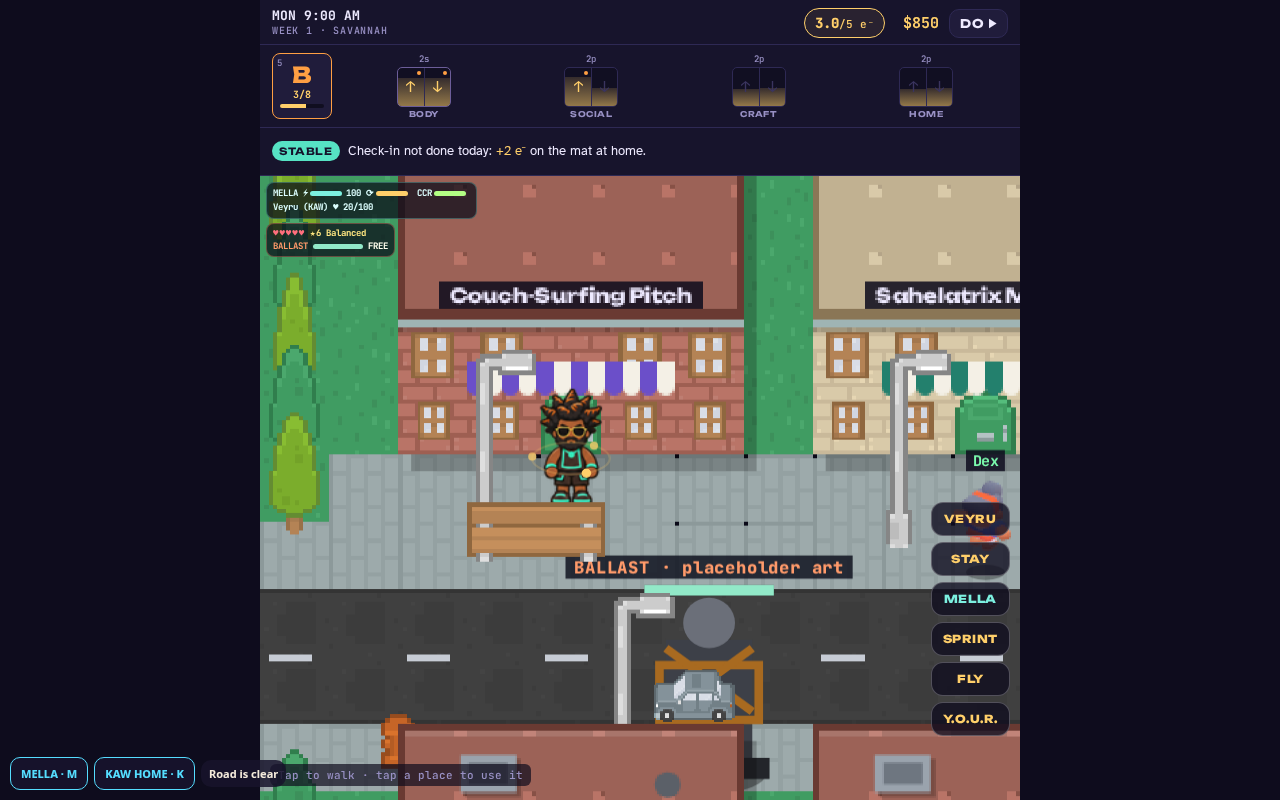 MON 9:00 AM
WEEK 1 · SAVANNAH
3.0/5 e⁻
$850
DO
5
B
3/8
2s
BODY
2p
SOCIAL
2p
CRAFT
2p
HOME
STABLE
Check-in not done today: +2 e⁻ on the mat at home.
MELLA 100 CCR
Veyru (KAW) ♥ 20/100
♥♥♥♥♥ ★6 Balanced
BALLAST FREE
Couch-Surfing Pitch
Sahelatrix M
Dex
VEYRU
STAY
BALLAST · placeholder art
MELLA
SPRINT
FLY
Y.O.U.R.
MELLA · M
KAW HOME · K
Road is clear
ap to walk · tap a place to use it